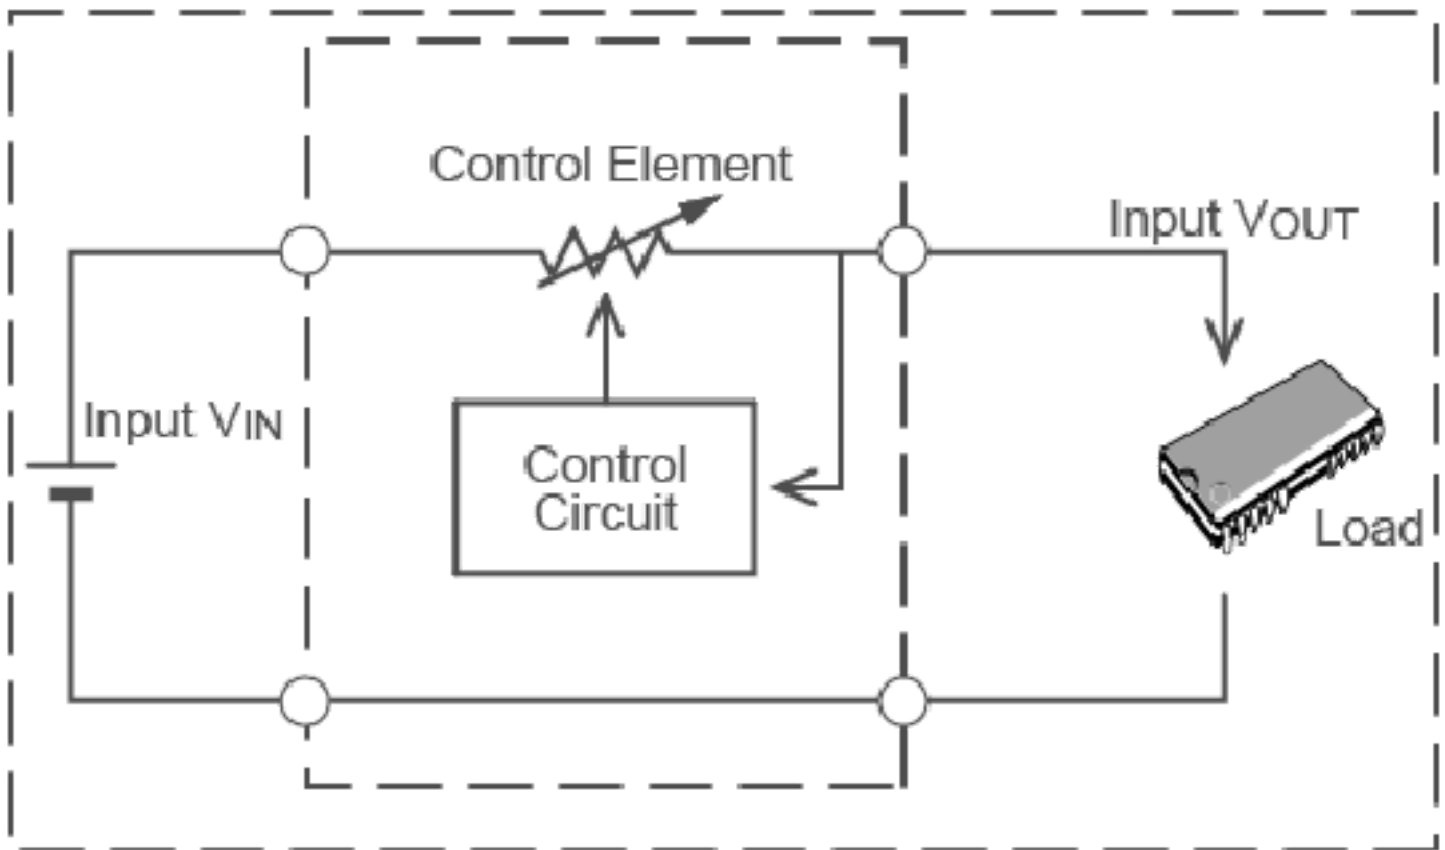 Control Element
Input VOUT
Input VIN
Control
Circuit
Load